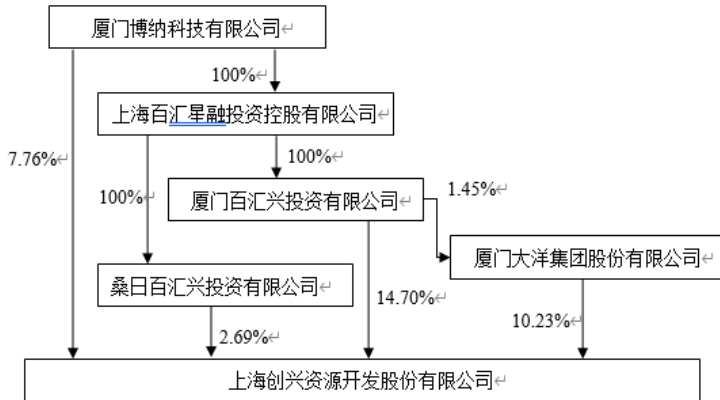 厦门博纳科技有限公司
100%
上海百汇星融投资控股有限公司
7.76%
100%
100%
厦门百汇兴投资有限公司
1.45%
厦门大洋集团股份有限公司
桑日百汇兴投资有限公司
14.70%
10.23%
2.69%
上海创兴资源开发股份有限公司